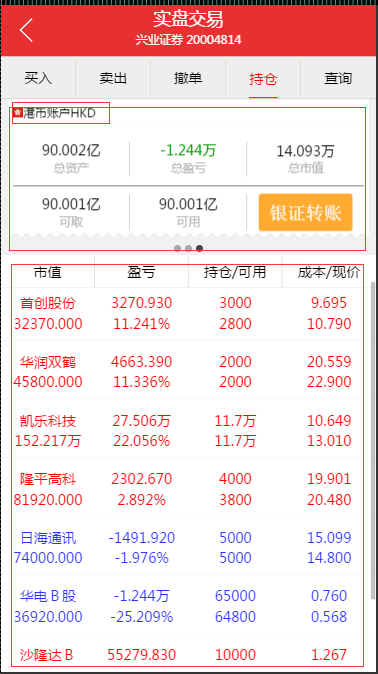 实盘交易
兴业证券 20004814
买入 卖出 撤单 持仓 查询
港币账户HKD
90.002亿 -1.244万 14.093万
总资产 总盈亏 总市值
90.001亿 90.001亿 银证转账
可取 可用
市值 盈亏 持仓/可用 成本/现价
首创股份 3270.930 3000 9.695
32370.000 11.241% 2800 10.790
华润双鹤 4663.390 2000 20.559
45800.000 11.336% 2000 22.900
凯乐科技 27.506万 11.7万 10.649
152.217万 22.056% 11.7万 13.010
隆平高科 2302.670 4000 19.901
81920.000 2.892% 3800 20.480
日海通讯 -1491.920 5000 15.099
74000.000 -1.976% 5000 14.800
华电B股 -1.244万 65000 0.760
36920.000 -25.209% 64800 0.568
沙隆达B 55279.830 10000 1.267